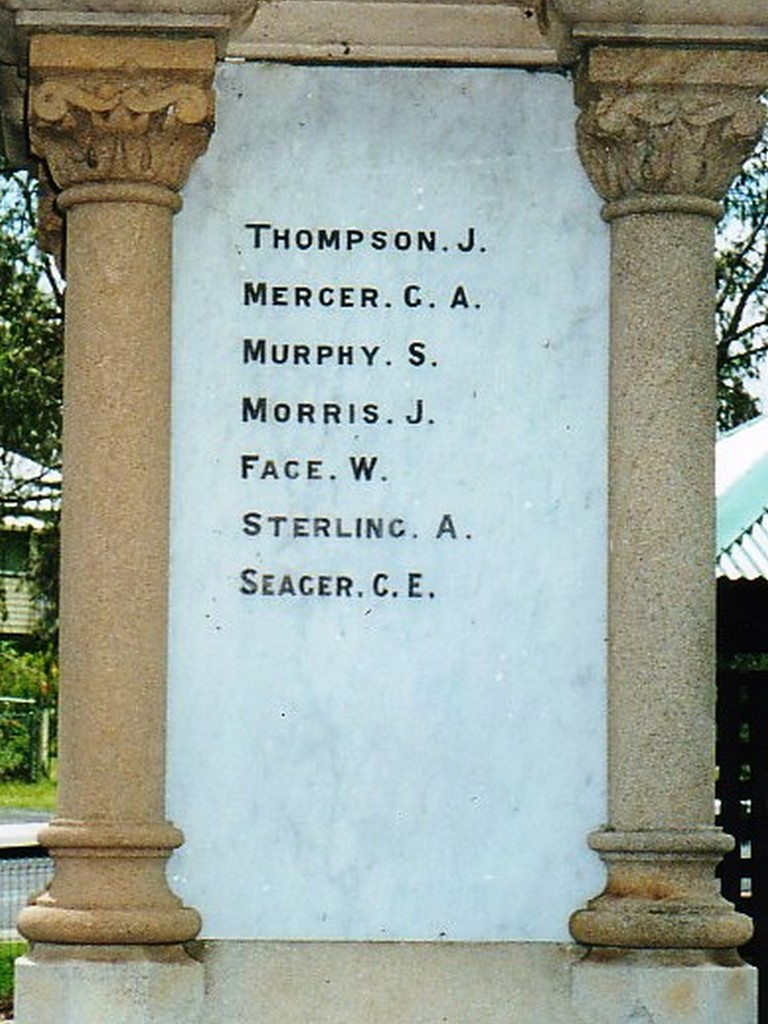 THOMPSON. J.
MERCER. C. A.
MURPHY. S.
MORRIS. J.
FACE. W.
STERLING. A.
SEAGER. C. E.